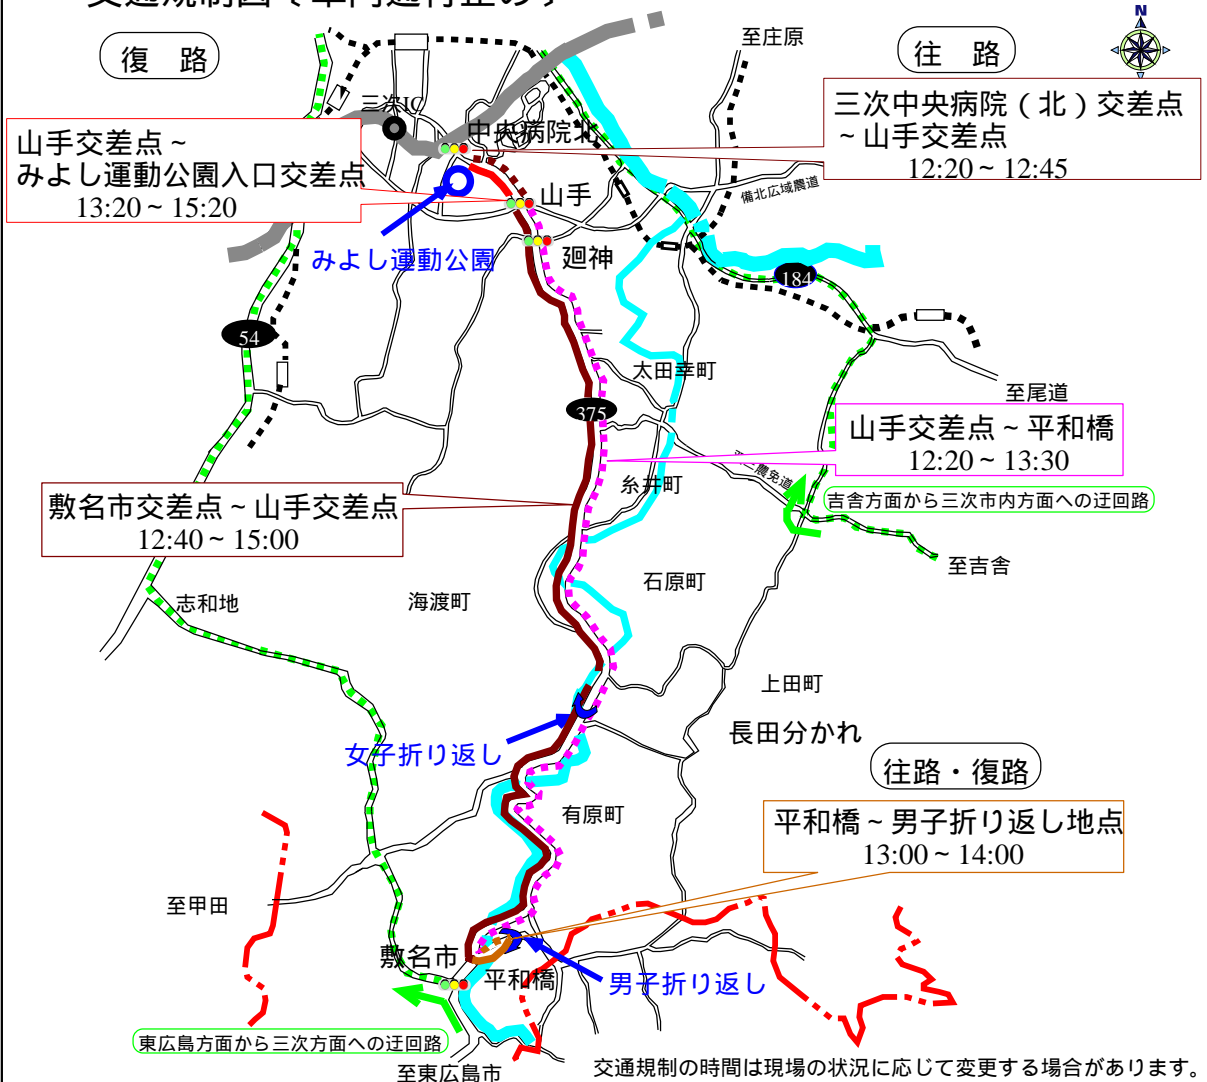 復 路
往 路
N
至庄原
三次中央病院（北）交差点
～山手交差点
12:20～12:45
三次IC
中央病院北
山手交差点～
みよし運動公園入口交差点
13:20～15:20
山手
備北広域農道
みよし運動公園
廻神
184
54
太田幸町
至尾道
375
山手交差点～平和橋
12:20～13:30
糸井町
吉舎方面から三次市内方面への迂回路
敷名市交差点～山手交差点
12:40～15:00
至吉舎
石原町
志和地
海渡町
上田町
長田分かれ
女子折り返し
往路・復路
有原町
平和橋～男子折り返し地点
13:00～14:00
至甲田
敷名市
平和橋
男子折り返し
東広島方面から三次方面への迂回路
至東広島市
交通規制の時間は現場の状況に応じて変更する場合があります。